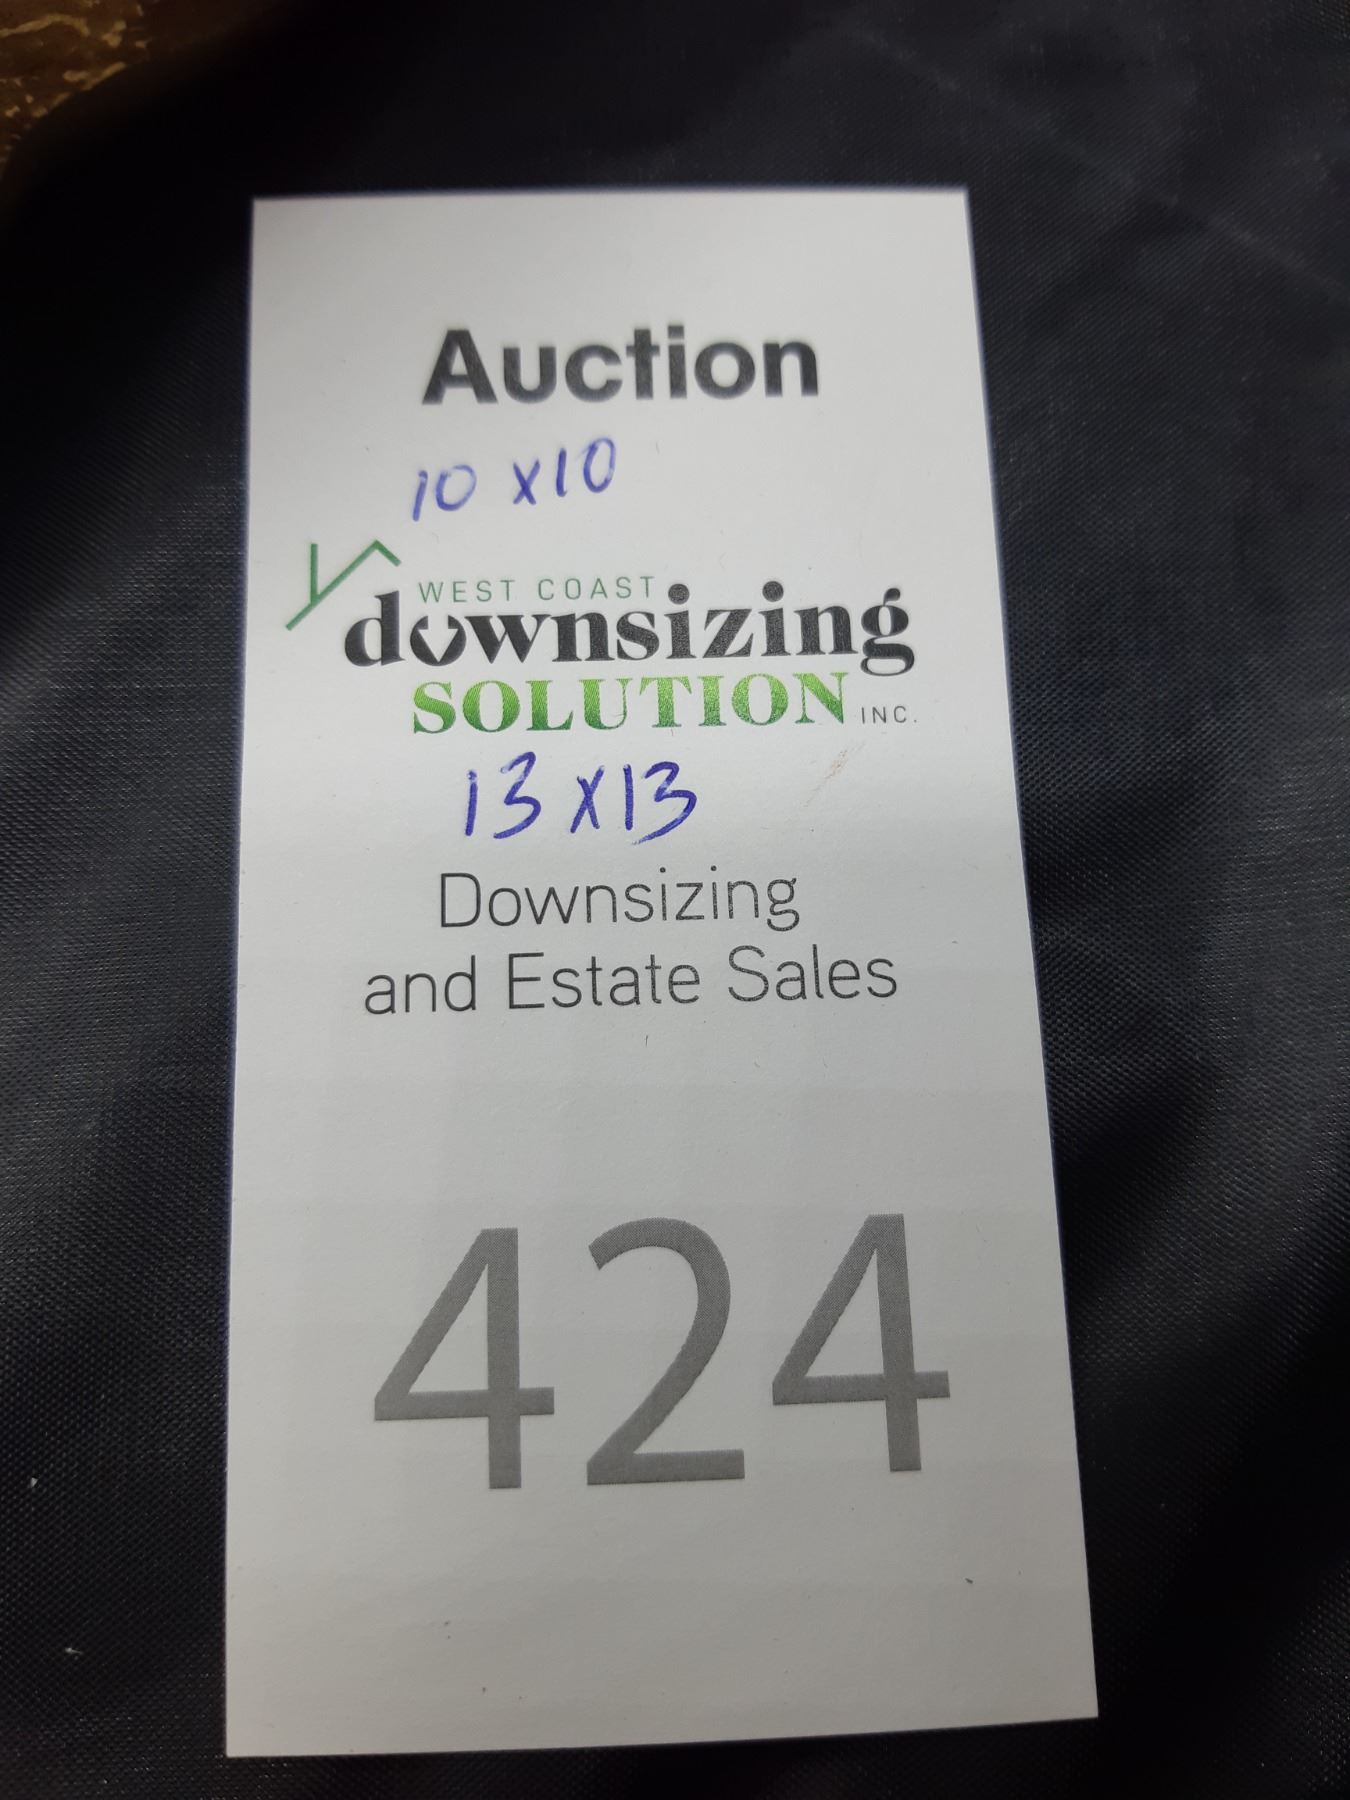 Auction
10 x10
WEST COAST
downsizing
SOLUTION INC.
13 x13
Downsizing
and Estate Sales
424